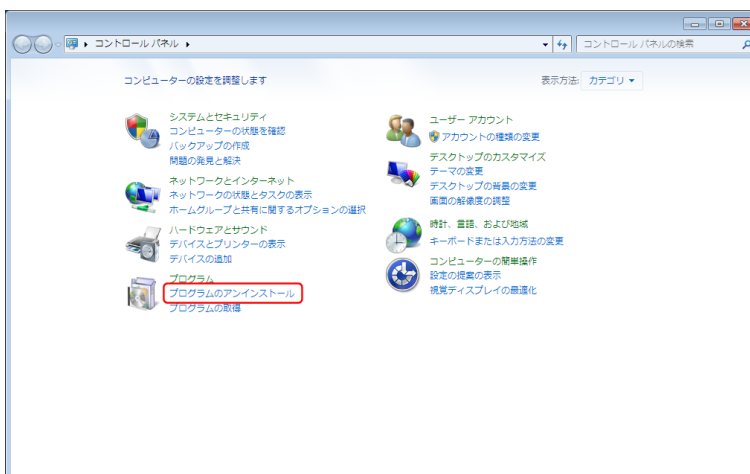 コントロール パネル
コントロール パネルの検索
コンピューターの設定を調整します
表示方法: カテゴリ
システムとセキュリティ
コンピューターの状態を確認
バックアップの作成
問題の発見と解決
ネットワークとインターネット
ネットワークの状態とタスクの表示
ホームグループと共有に関するオプションの選択
ハードウェアとサウンド
デバイスとプリンターの表示
デバイスの追加
プログラム
プログラムのアンインストール
プログラムの取得
ユーザー アカウント
アカウントの種類の変更
デスクトップのカスタマイズ
テーマの変更
デスクトップの背景の変更
画面の解像度の調整
時計、言語、および地域
キーボードまたは入力方法の変更
コンピューターの簡単操作
設定の提案の表示
視覚ディスプレイの最適化